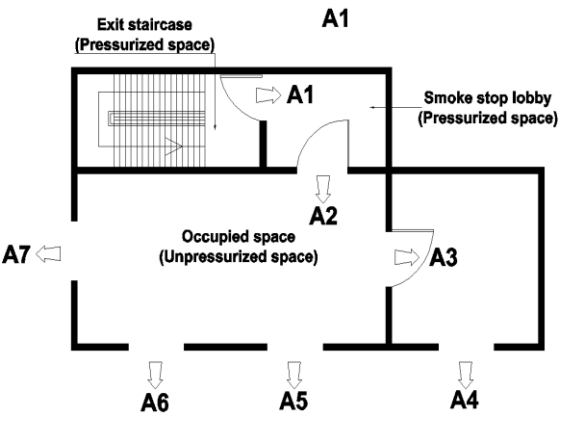 A1
Exit staircase
(Pressurized space)
A1
Smoke stop lobby
(Pressurized space)
A2
Occupied space
(Unpressurized space)
A7
A3
A6
A5
A4